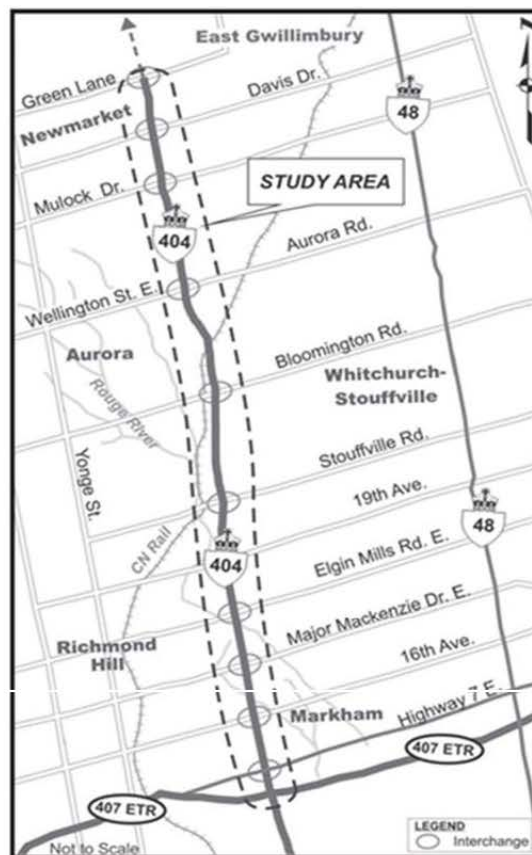 East Gwillimbury
Green Lane
Davis Dr.
48
Newmarket
Mulock Dr.
STUDY AREA
404
Aurora Rd.
Wellington St. E.
Bloomington Rd.
Aurora
Whitchurch-
Stouffville
Rouge River
Stouffville Rd.
Yonge St.
19th Ave.
48
CN Rail
404
Elgin Mills Rd. E.
Major Mackenzie Dr. E.
Richmond
Hill
16th Ave.
Markham
Highway 7 E.
407 ETR
407 ETR
LEGEND
Interchange
Not to Scale